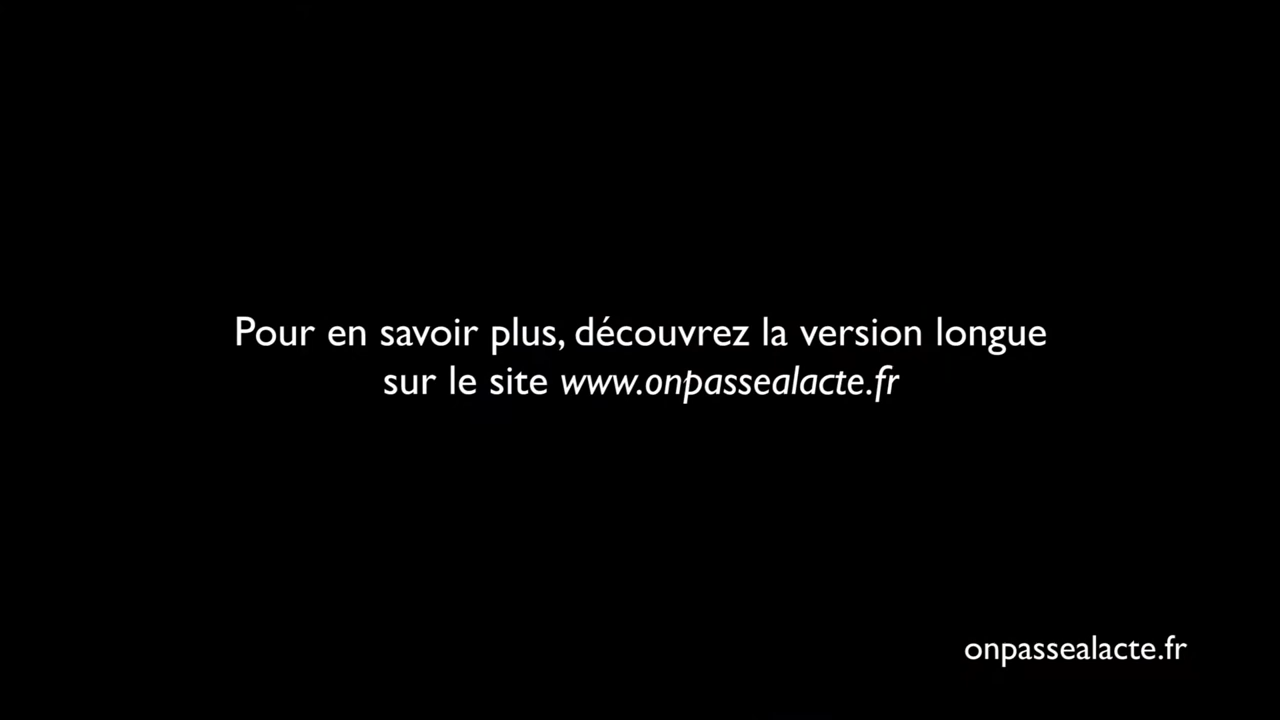 Pour en savoir plus, découvrez la version longue
sur le site www.onpassealacte.fr
onpassealacte.fr